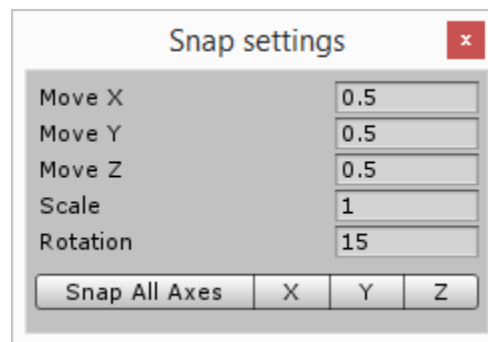 Snap settings x
Move X 0.5
Move Y 0.5
Move Z 0.5
Scale 1
Rotation 15
Snap All Axes X Y Z